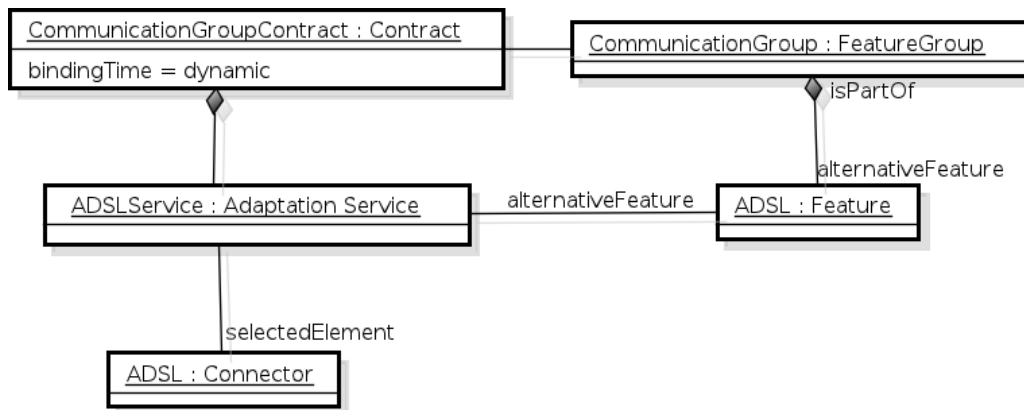 CommunicationGroupContract : Contract
bindingTime = dynamic
CommunicationGroup : FeatureGroup
isPartOf
alternativeFeature
ADSLService : Adaptation Service
alternativeFeature
ADSL : Feature
selectedElement
ADSL : Connector